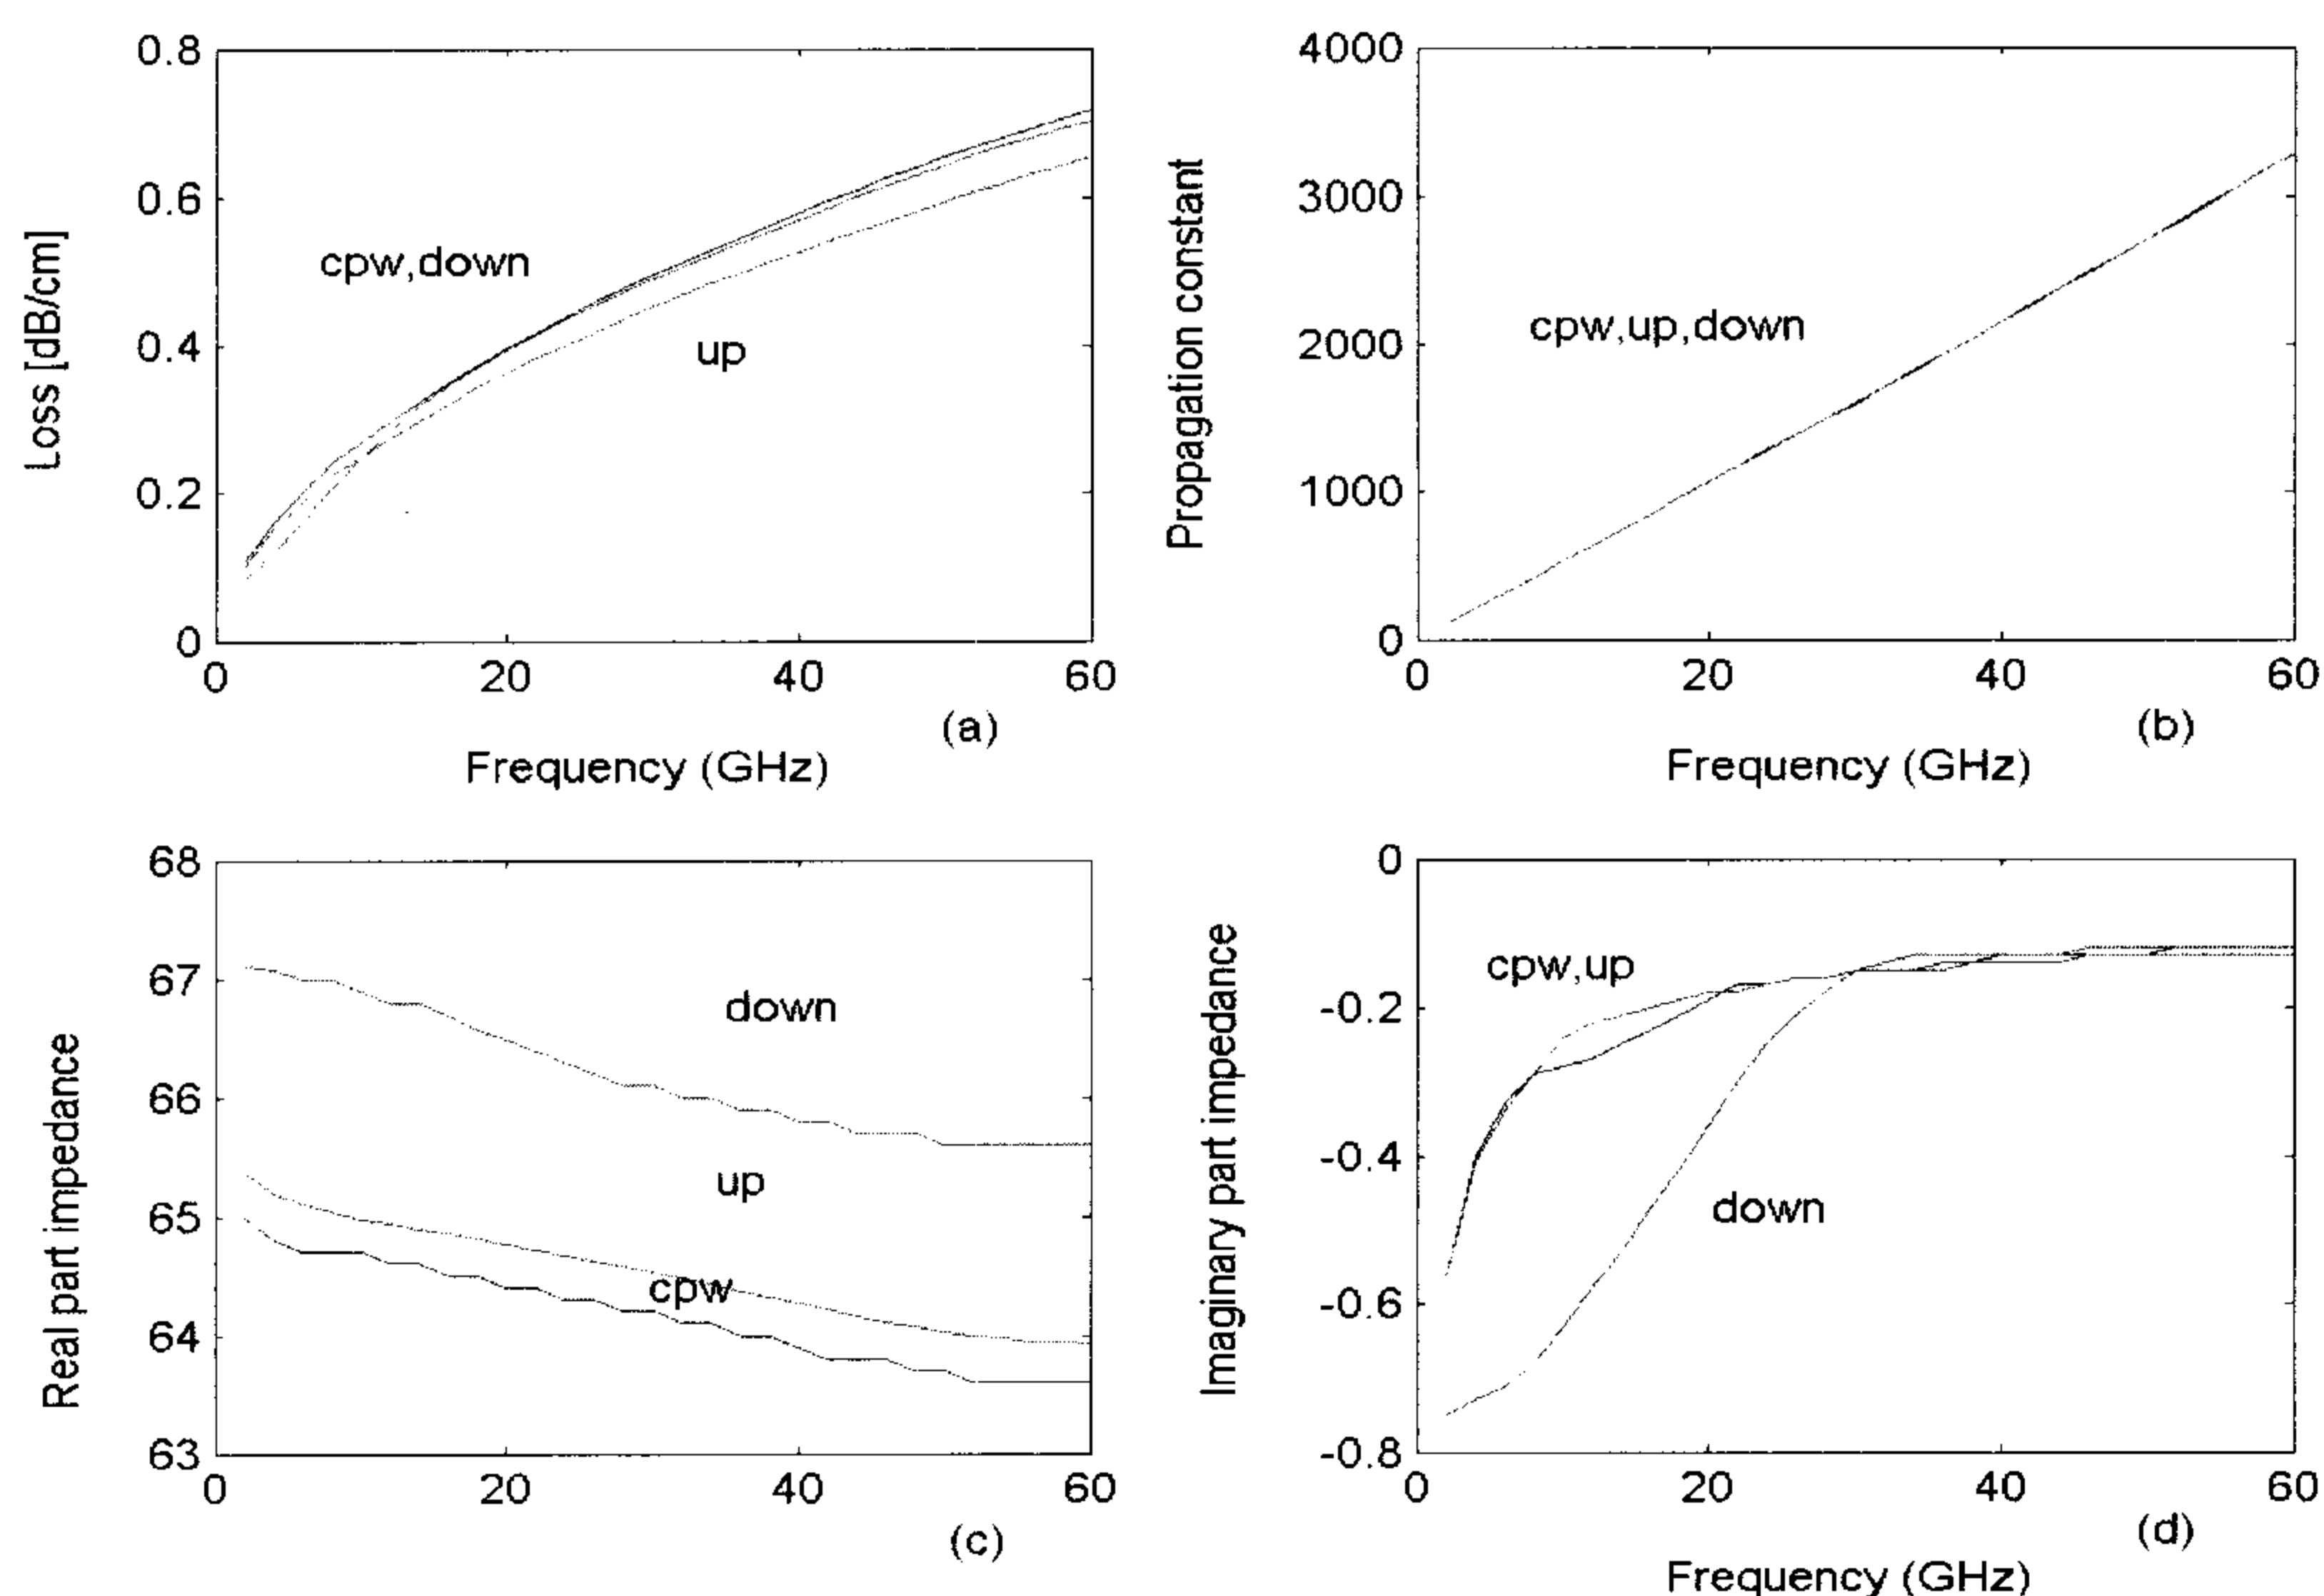 0.8
0.6
0.4
0.2
0
Loss [dB/cm]
cpw,down
up
0 20 40 60
(a)
Frequency (GHz)
4000
3000
2000
1000
0
Propagation constant
cpw,up,down
0 20 40 60
(b)
Frequency (GHz)
68
67
66
65
64
63
Real part impedance
down
up
cpw
0 20 40 60
(c)
0
-0.2
-0.4
-0.6
-0.8
Imaginary part impedance
cpw,up
down
0 20 40 60
(d)
Frequency (GHz)